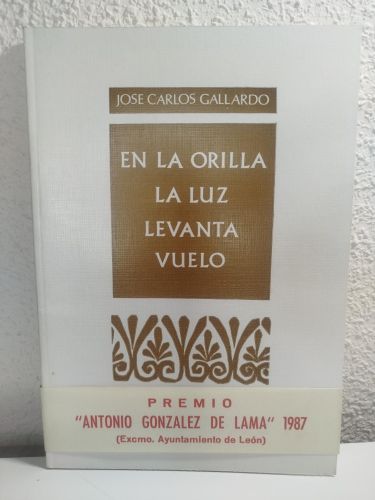 JOSE CARLOS GALLARDO
EN LA ORILLA
LA LUZ
LEVANTA
VUELO
PREMIO
"ANTONIO GONZALEZ DE LAMA" 1987
(Excmo. Ayuntamiento de León)